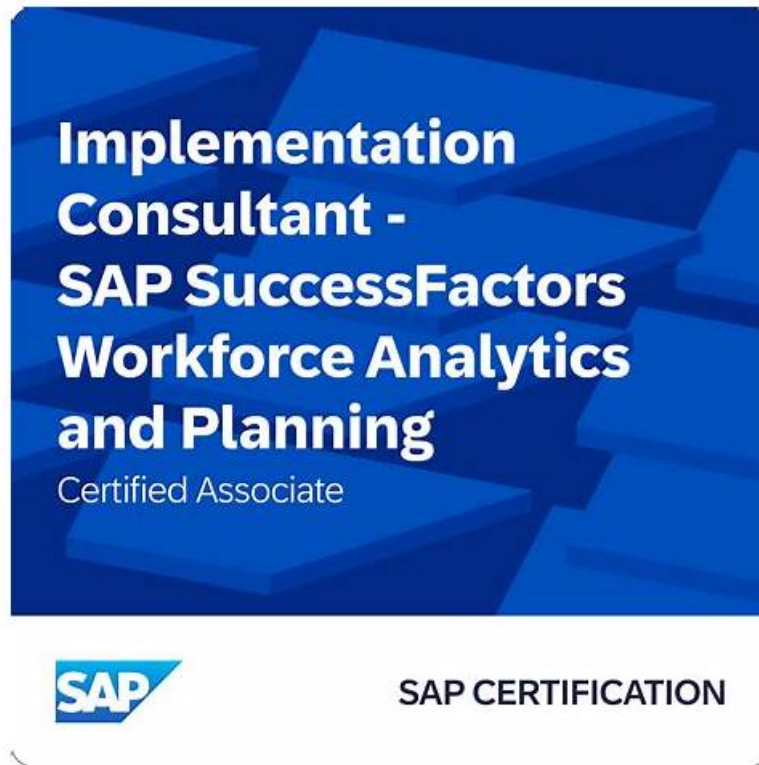 Implementation
Consultant -
SAP SuccessFactors
Workforce Analytics
and Planning
Certified Associate
SAP
SAP CERTIFICATION